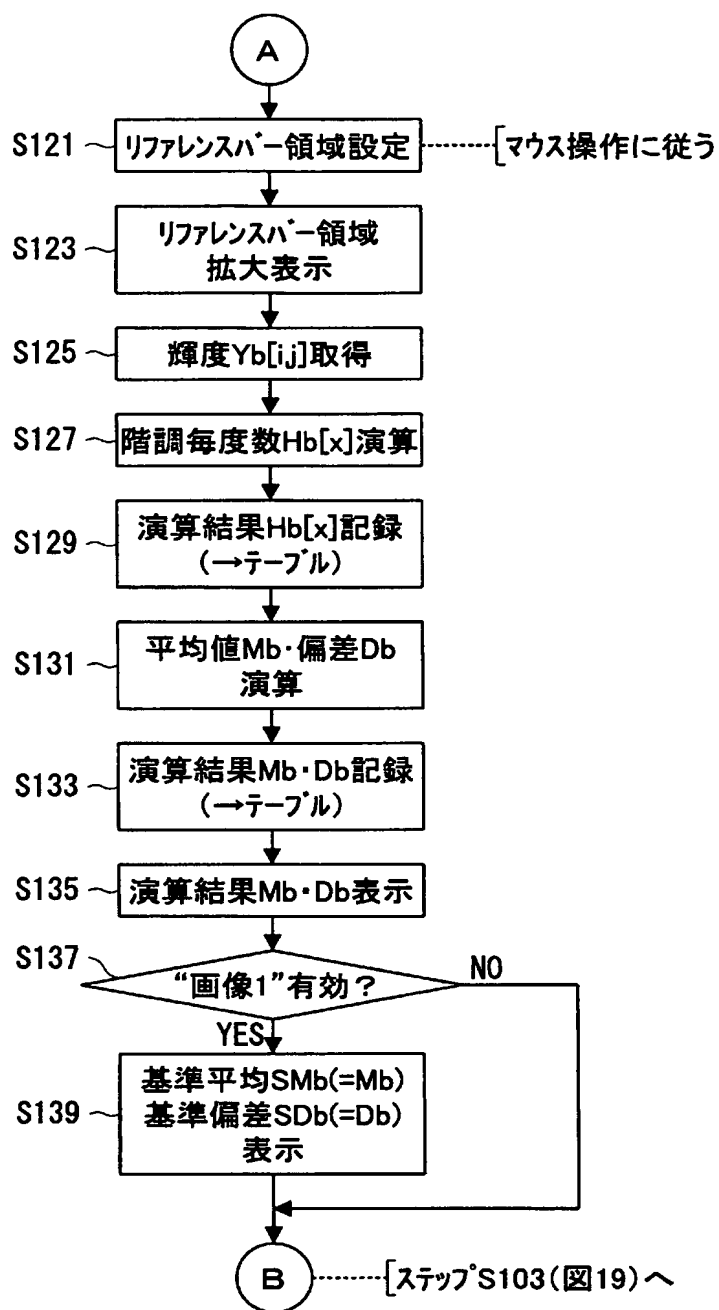 A
S121
リファレンスバー領域設定
マウス操作に従う
S123
リファレンスバー領域
拡大表示
S125
輝度Yb[i,j]取得
S127
階調毎度数Hb[x]演算
S129
演算結果Hb[x]記録
(→テーブル)
S131
平均値Mb・偏差Db
演算
S133
演算結果Mb・Db記録
(→テーブル)
S135
演算結果Mb・Db表示
S137
“画像1”有効？
NO
YES
S139
基準平均SMb(=Mb)
基準偏差SDb(=Db)
表示
B
ステップS103(図19)へ